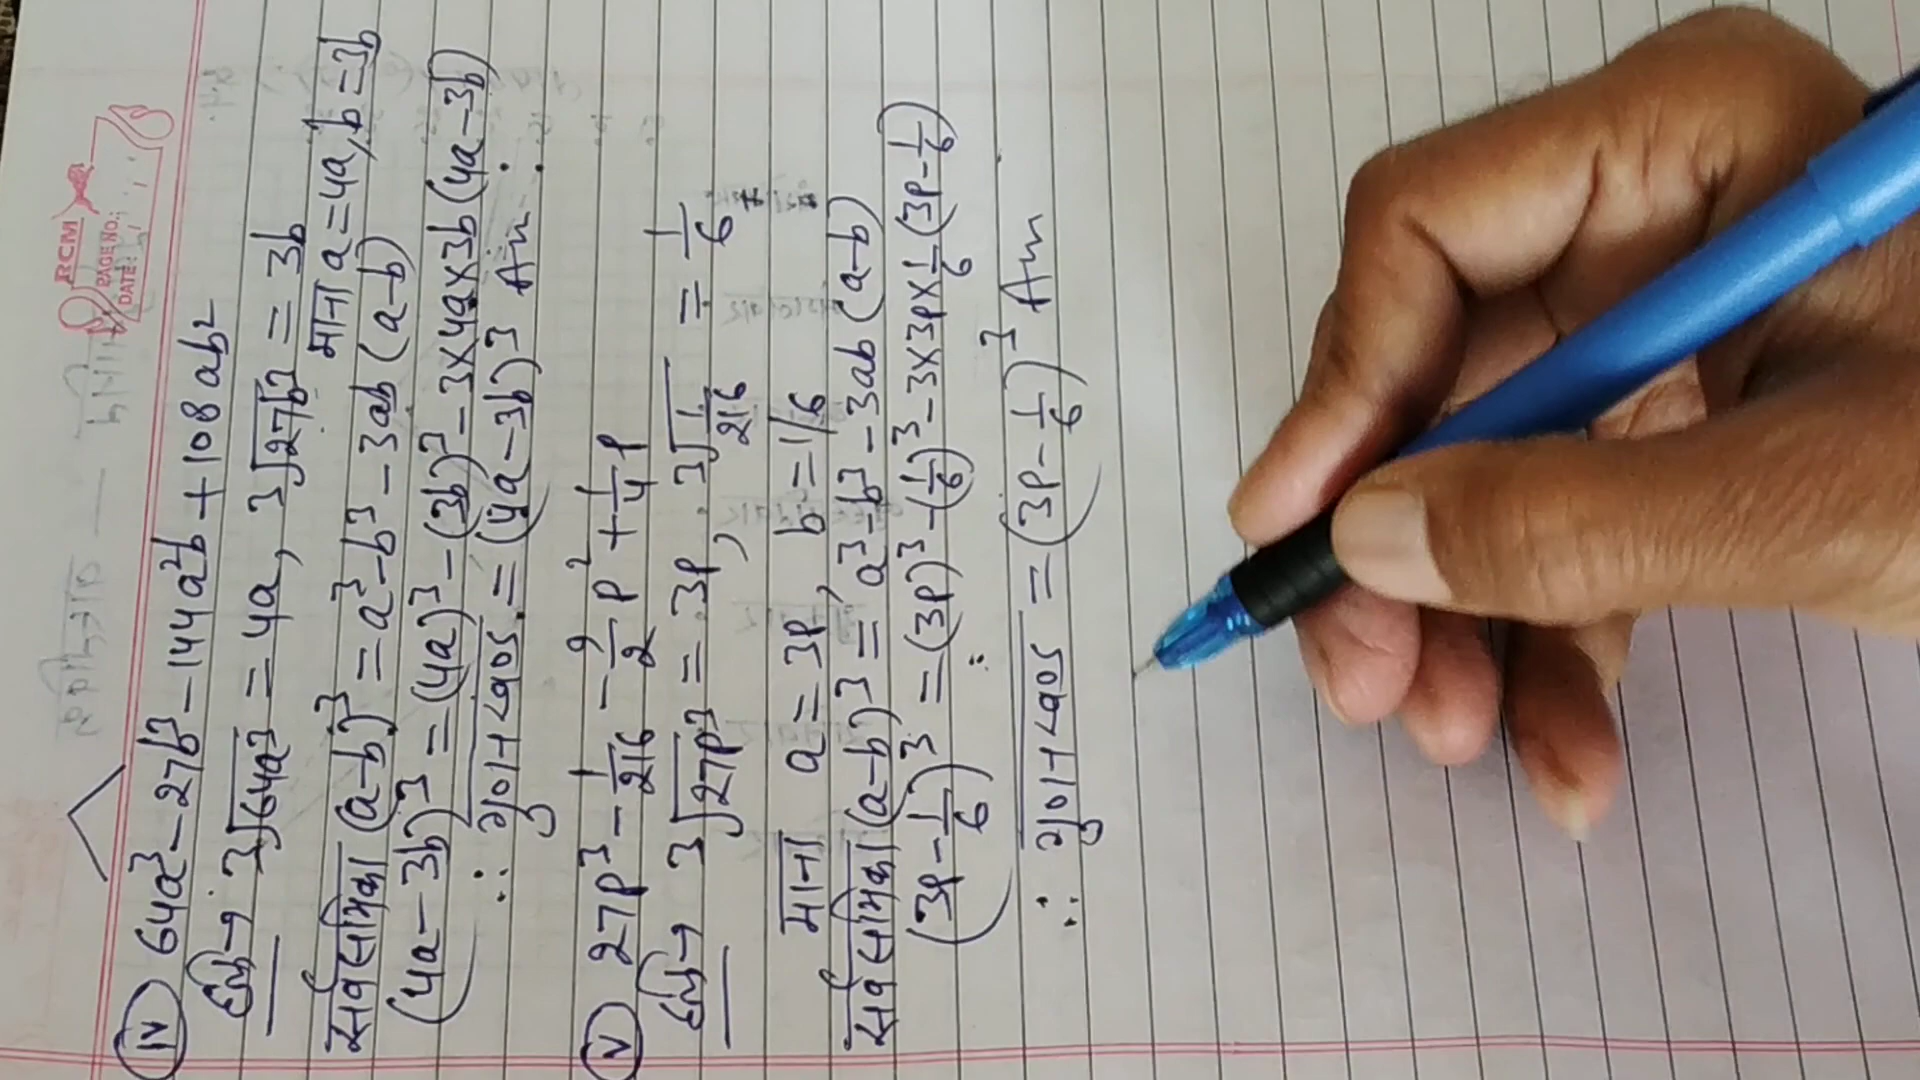 RCM
PAGE NO.:
DATE:
(iv) 64a³-27b³-144a²b+108ab²
हल→ ³√64a³ = 4a, ³√27b³ = 3b
माना a=4a, b=3b
सर्वसमिका (a-b)³ = a³-b³-3ab(a-b)
(4a-3b)³ = (4a)³-(3b)³-3×4a×3b(4a-3b)
∴ गुणनखण्ड = (4a-3b)³ Ans
(v) 27p³ - 1/216 - 9/2 p² + 1/4 p
हल→ ³√27p³ = 3p, ³√1/216 = 1/6
माना a=3p, b=1/6
सर्वसमिका (a-b)³ = a³-b³-3ab(a-b)
(3p-1/6)³ = (3p)³-(1/6)³-3×3p×1/6(3p-1/6)
∴ गुणनखण्ड = (3p-1/6)³ Ans